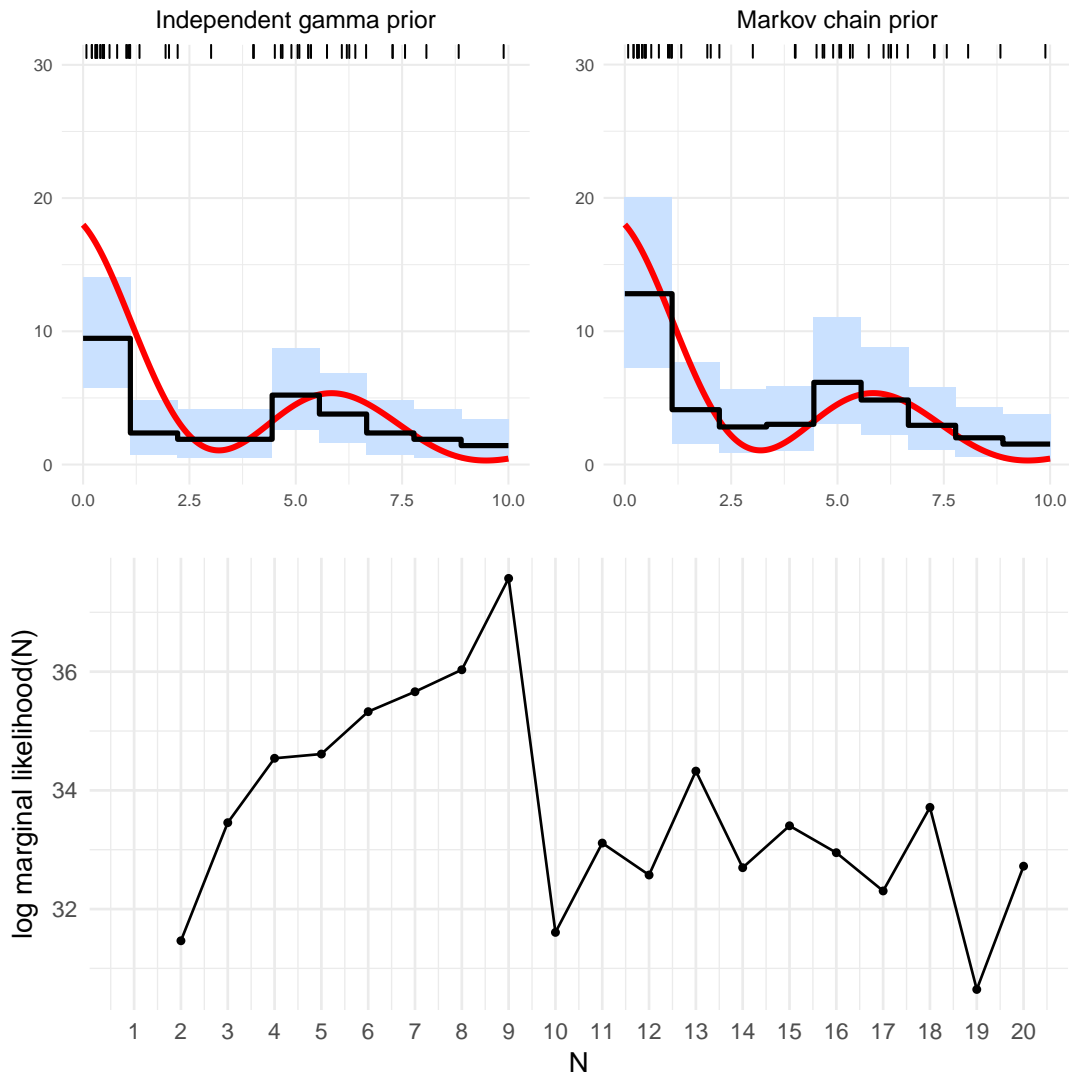 Independent gamma prior
Markov chain prior
30
20
10
0
0.0 2.5 5.0 7.5 10.0
30
20
10
0
0.0 2.5 5.0 7.5 10.0
log marginal likelihood(N)
36
34
32
1 2 3 4 5 6 7 8 9 10 11 12 13 14 15 16 17 18 19 20
N